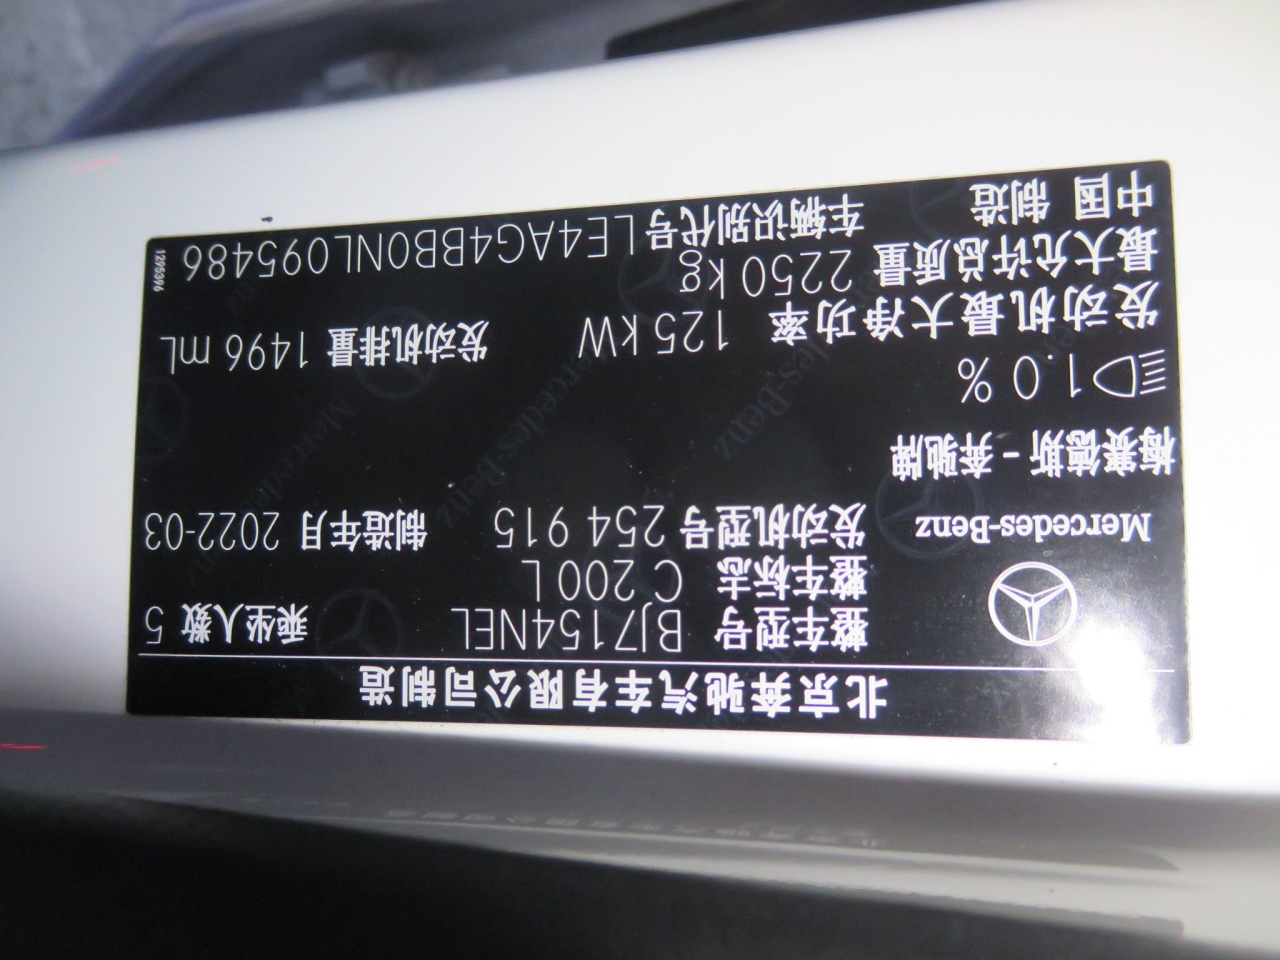 北京奔驰汽车有限公司制造
整车型号 BJ7154NEL 乘坐人数 5
整车标志 C 200 L
Mercedes-Benz 发动机型号 254 915 制造年月 2022-03
梅赛德斯-奔驰牌
1.0 %
发动机最大净功率 125 kW 发动机排量 1496 mL
最大允许总质量 2250 kg
中国 制造 车辆识别代号 LE4AG4BB0NL095486
1295396